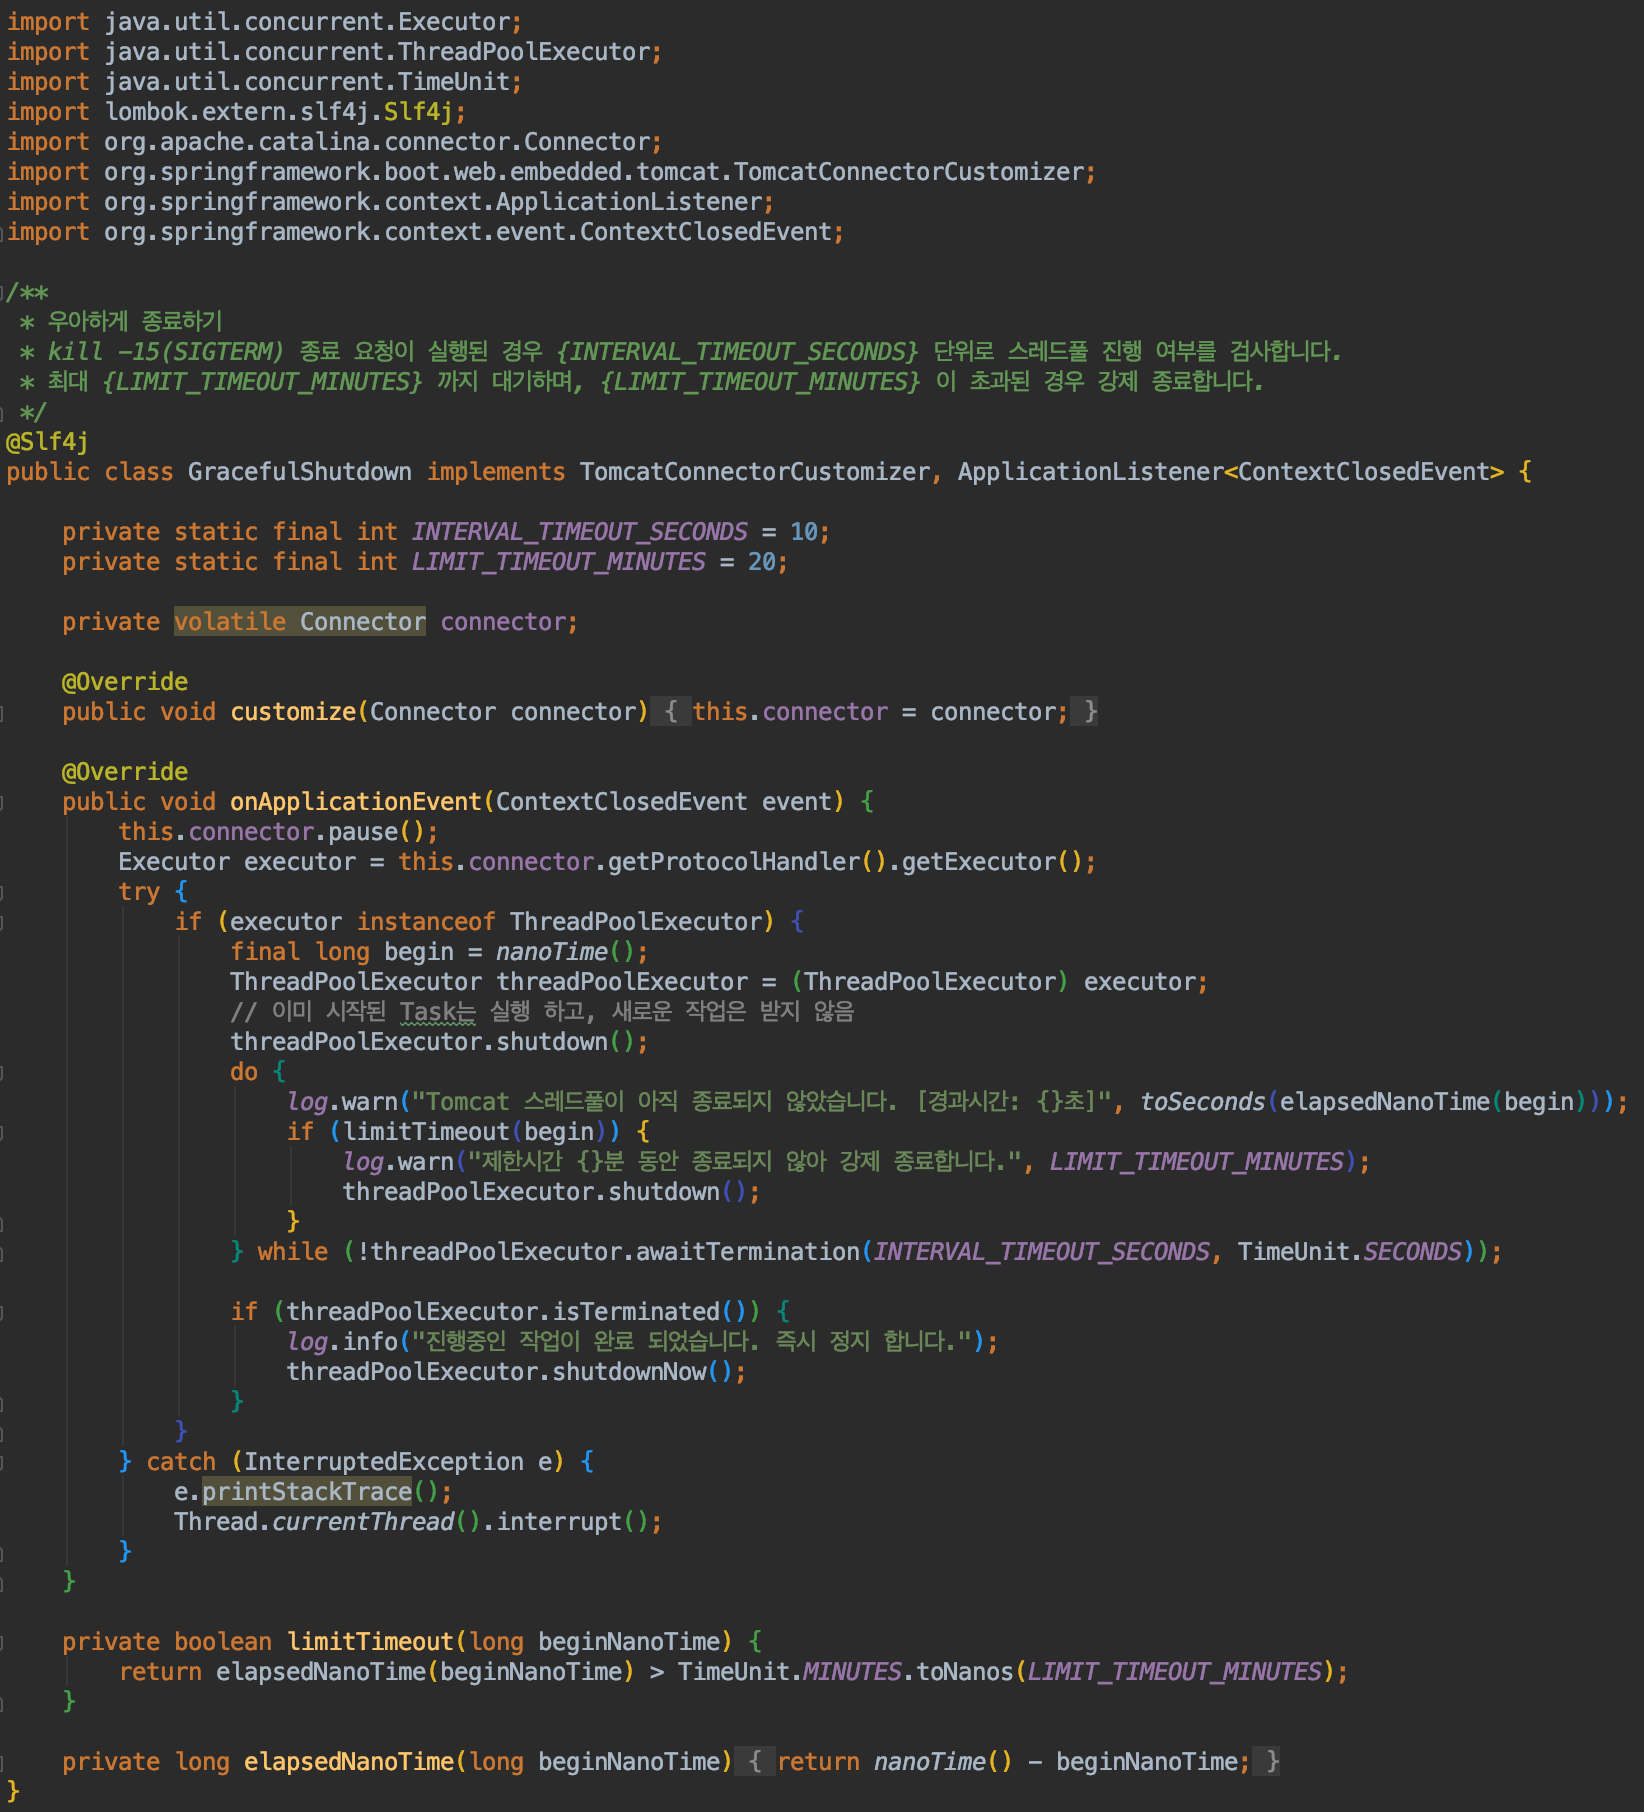 import java.util.concurrent.Executor;
import java.util.concurrent.ThreadPoolExecutor;
import java.util.concurrent.TimeUnit;
import lombok.extern.slf4j.Slf4j;
import org.apache.catalina.connector.Connector;
import org.springframework.boot.web.embedded.tomcat.TomcatConnectorCustomizer;
import org.springframework.context.ApplicationListener;
import org.springframework.context.event.ContextClosedEvent;

/**
 * 우아하게 종료하기
 * kill -15(SIGTERM) 종료 요청이 실행된 경우 {INTERVAL_TIMEOUT_SECONDS} 단위로 스레드풀 진행 여부를 검사합니다.
 * 최대 {LIMIT_TIMEOUT_MINUTES} 까지 대기하며, {LIMIT_TIMEOUT_MINUTES} 이 초과된 경우 강제 종료합니다.
 */
@Slf4j
public class GracefulShutdown implements TomcatConnectorCustomizer, ApplicationListener<ContextClosedEvent> {

    private static final int INTERVAL_TIMEOUT_SECONDS = 10;
    private static final int LIMIT_TIMEOUT_MINUTES = 20;

    private volatile Connector connector;

    @Override
    public void customize(Connector connector) { this.connector = connector; }

    @Override
    public void onApplicationEvent(ContextClosedEvent event) {
        this.connector.pause();
        Executor executor = this.connector.getProtocolHandler().getExecutor();
        try {
            if (executor instanceof ThreadPoolExecutor) {
                final long begin = nanoTime();
                ThreadPoolExecutor threadPoolExecutor = (ThreadPoolExecutor) executor;
                // 이미 시작된 Task는 실행 하고, 새로운 작업은 받지 않음
                threadPoolExecutor.shutdown();
                do {
                    log.warn("Tomcat 스레드풀이 아직 종료되지 않았습니다. [경과시간: {}초]", toSeconds(elapsedNanoTime(begin)));
                    if (limitTimeout(begin)) {
                        log.warn("제한시간 {}분 동안 종료되지 않아 강제 종료합니다.", LIMIT_TIMEOUT_MINUTES);
                        threadPoolExecutor.shutdown();
                    }
                } while (!threadPoolExecutor.awaitTermination(INTERVAL_TIMEOUT_SECONDS, TimeUnit.SECONDS));

                if (threadPoolExecutor.isTerminated()) {
                    log.info("진행중인 작업이 완료 되었습니다. 즉시 정지 합니다.");
                    threadPoolExecutor.shutdownNow();
                }
            }
        } catch (InterruptedException e) {
            e.printStackTrace();
            Thread.currentThread().interrupt();
        }
    }

    private boolean limitTimeout(long beginNanoTime) {
        return elapsedNanoTime(beginNanoTime) > TimeUnit.MINUTES.toNanos(LIMIT_TIMEOUT_MINUTES);
    }

    private long elapsedNanoTime(long beginNanoTime) { return nanoTime() - beginNanoTime; }
}